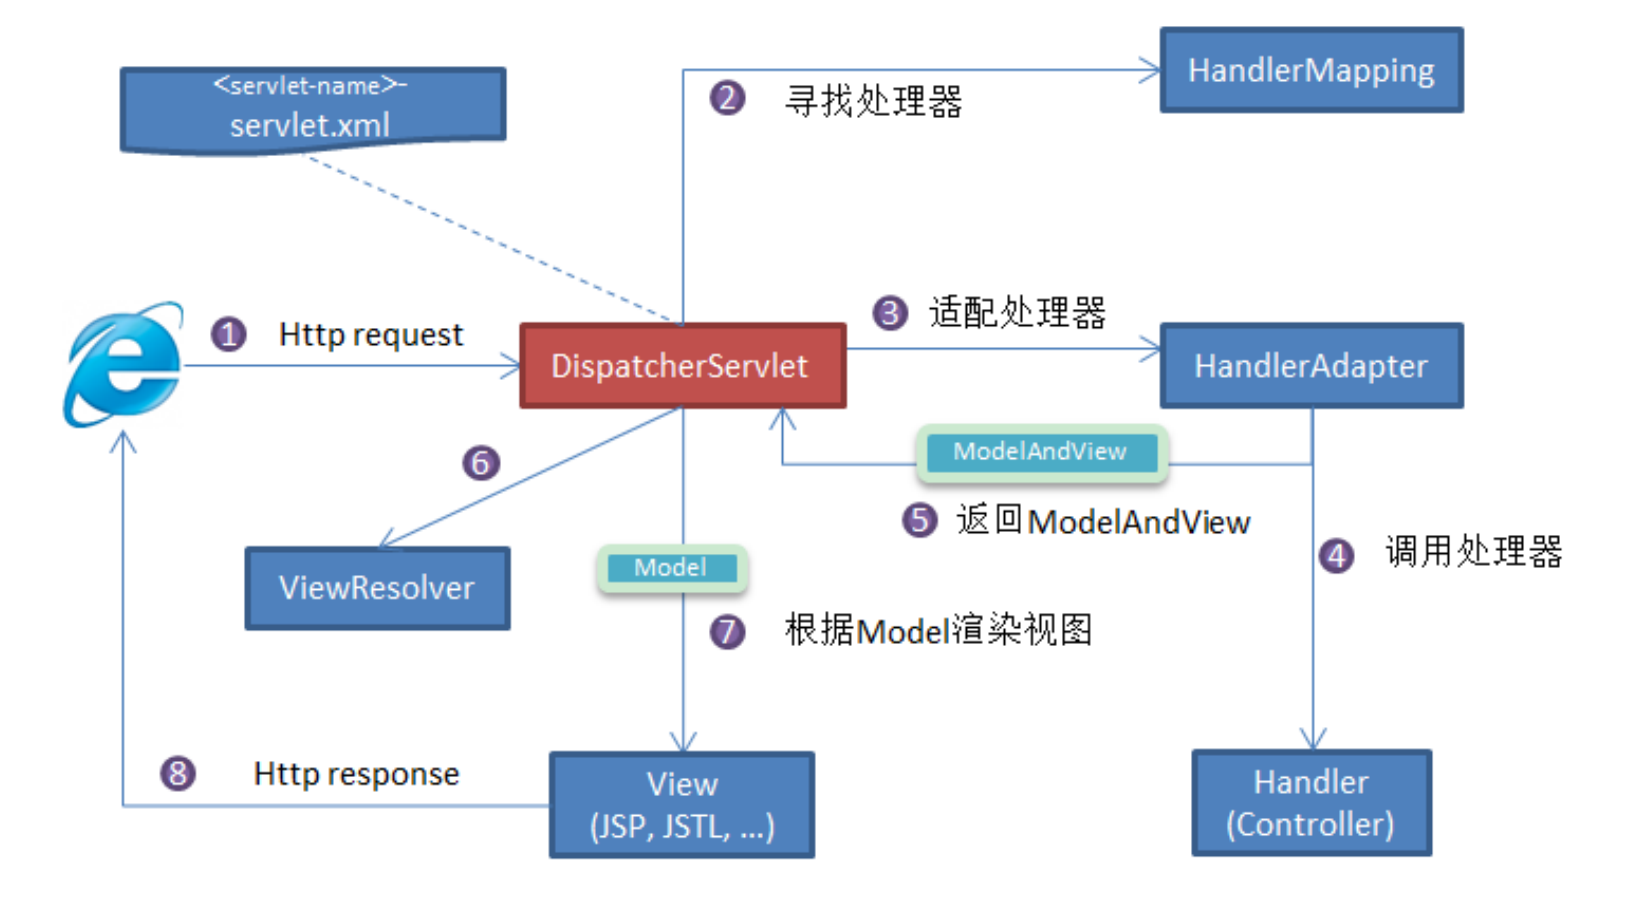 <servlet-name>-
servlet.xml
2 寻找处理器
HandlerMapping
1 Http request
DispatcherServlet
3 适配处理器
HandlerAdapter
ModelAndView
5 返回ModelAndView
4 调用处理器
6
ViewResolver
Model
7 根据Model渲染视图
8 Http response
View
(JSP, JSTL, ...)
Handler
(Controller)